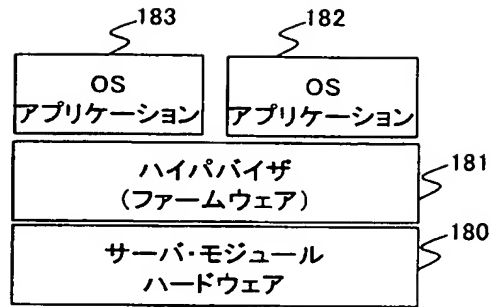 183
182
OS
アプリケーション
OS
アプリケーション
ハイパバイザ
(ファームウェア)
181
サーバ・モジュール
ハードウェア
180